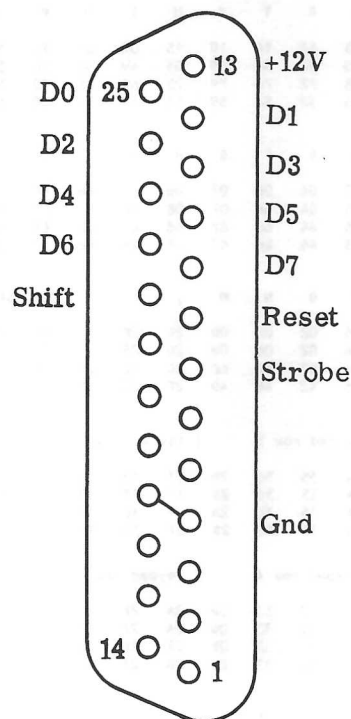 13 +12V
D0 25
D1
D2
D3
D4
D5
D6
D7
Shift
Reset
Strobe
Gnd
14
1